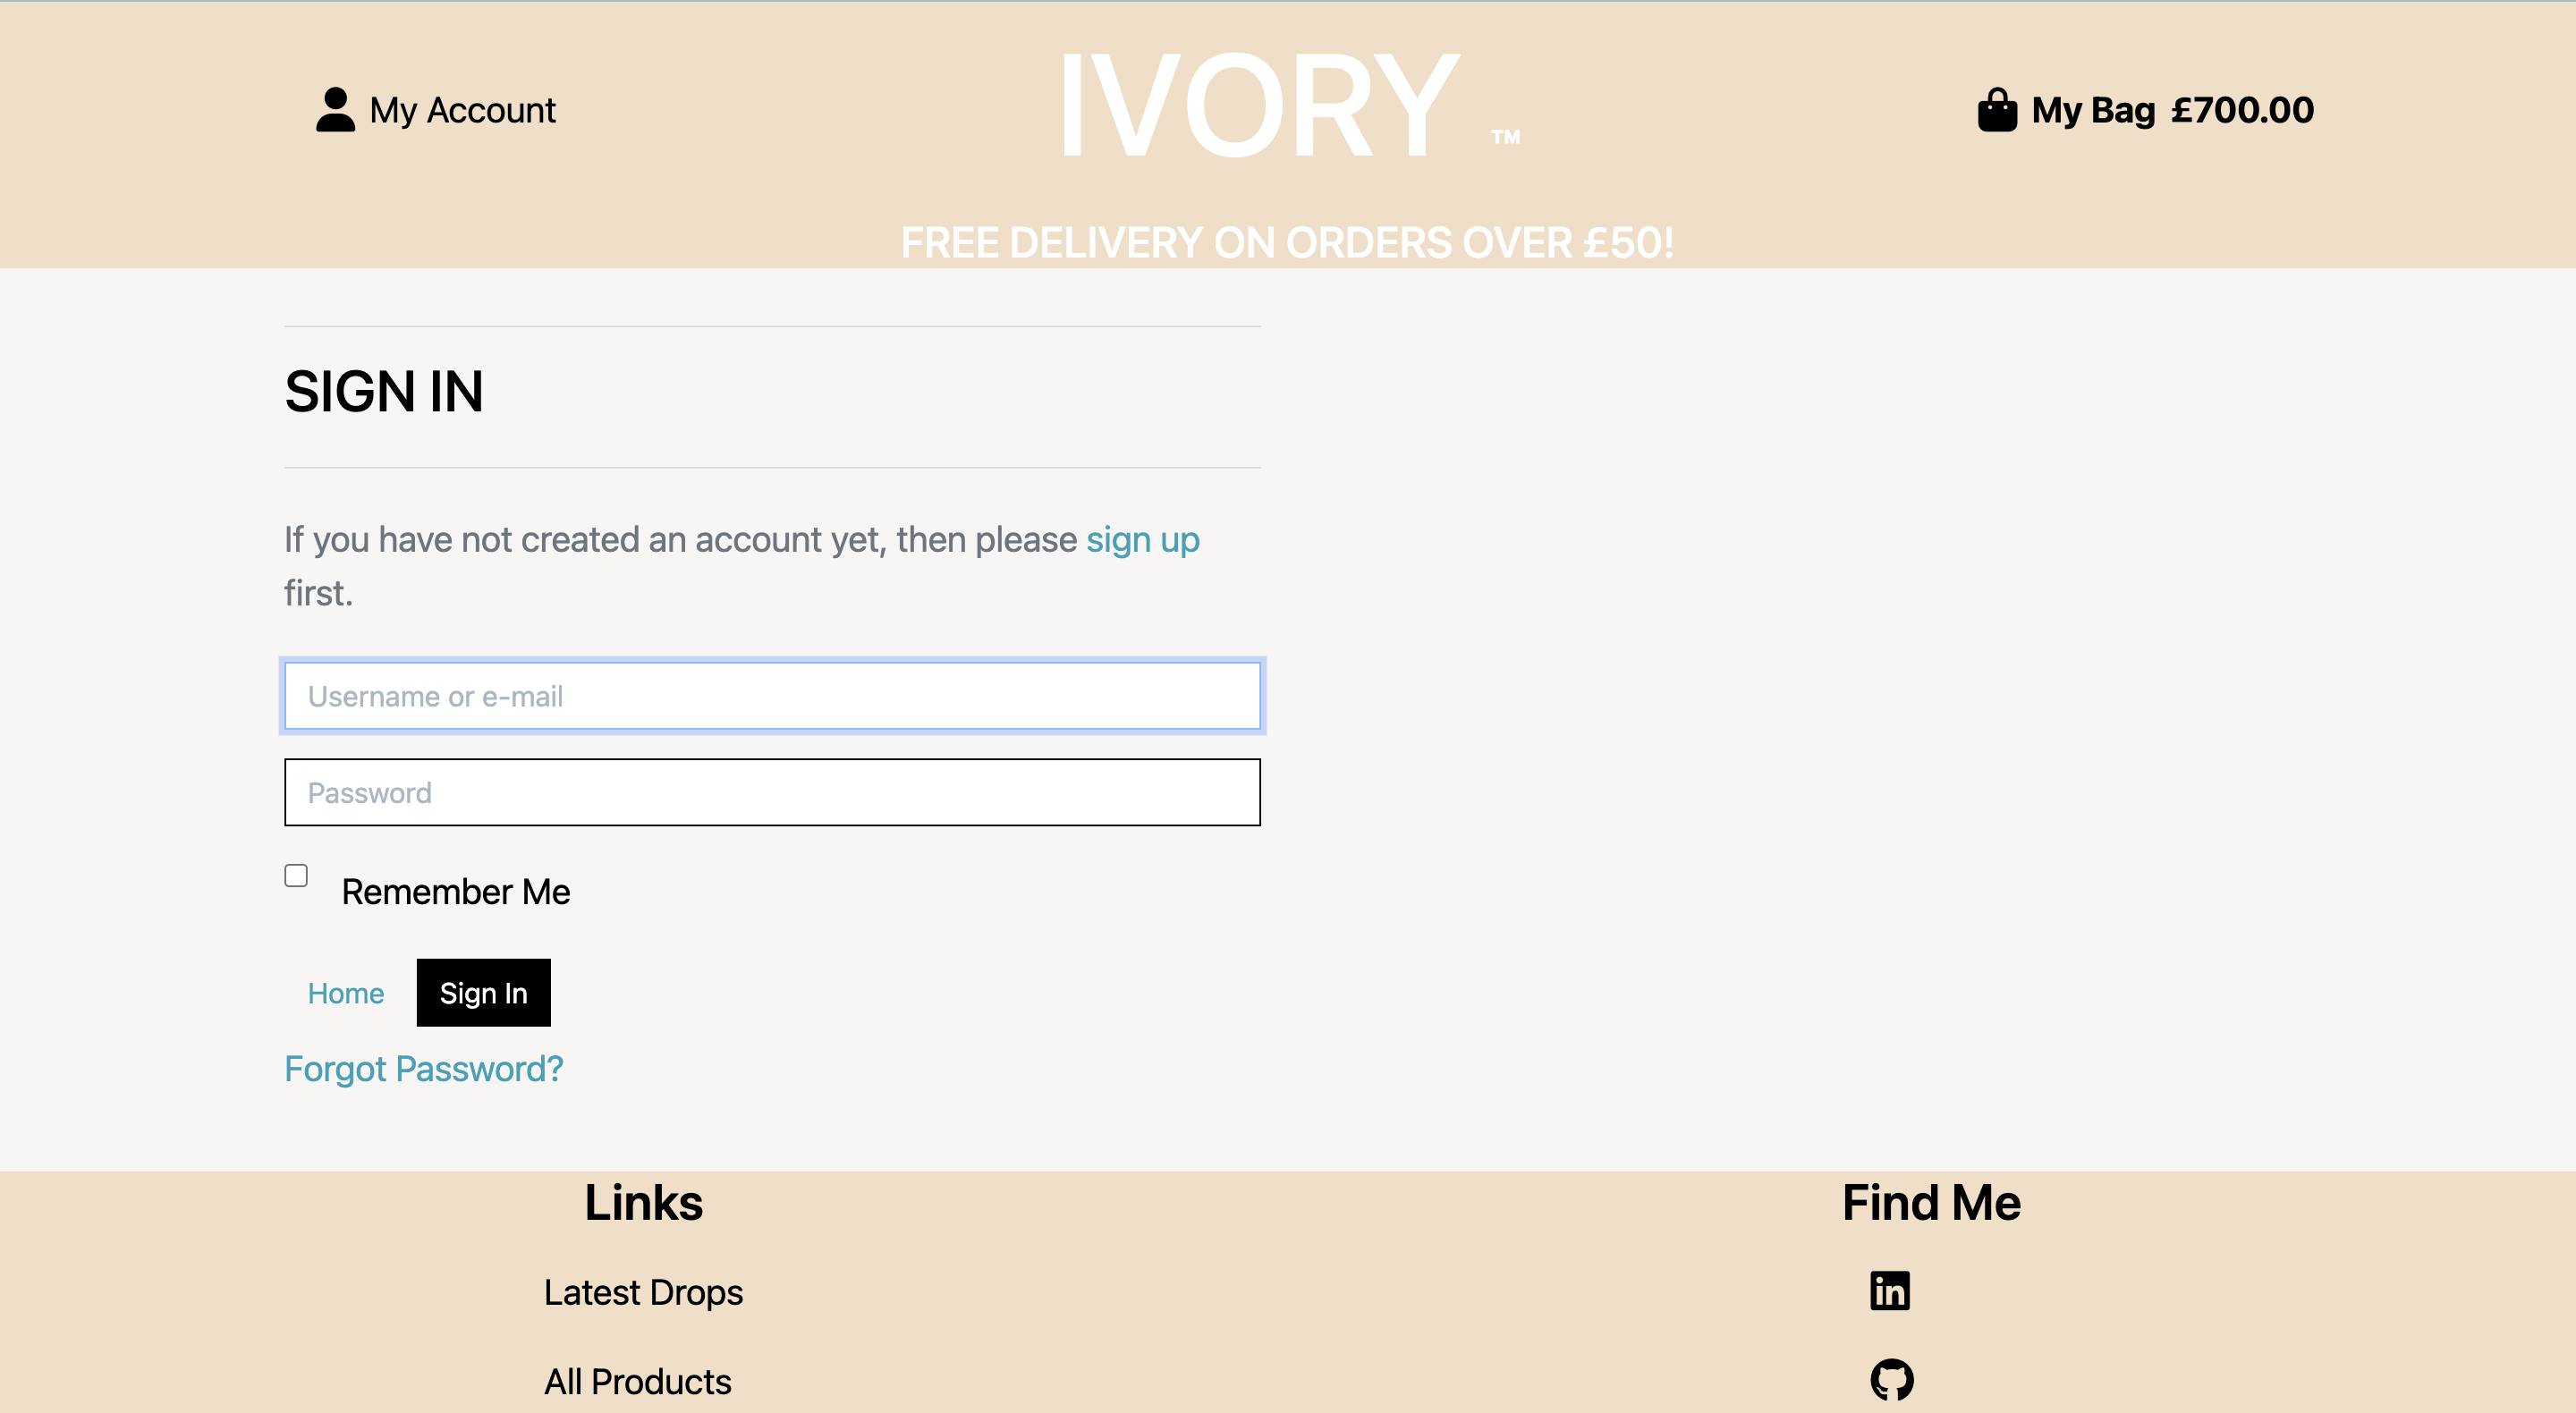 My Account
IVORY ™
My Bag £700.00
FREE DELIVERY ON ORDERS OVER £50!
SIGN IN
If you have not created an account yet, then please sign up
first.
Username or e-mail
Password
Remember Me
Home
Sign In
Forgot Password?
Links
Latest Drops
All Products
Find Me
in